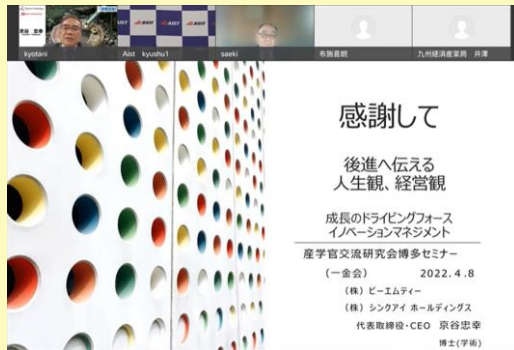 kyotani
Aist kyushu1
saeki
布施喜朗
九州経済産業局 井澤
感謝して
後進へ伝える
人生観、経営観
成長のドライビングフォース
イノベーションマネジメント
産学官交流研究会博多セミナー
(一金会) 2022.4.8
(株) ピーエムティー
(株) シンクアイ ホールディングス
代表取締役・CEO 京谷忠幸
博士(学術)